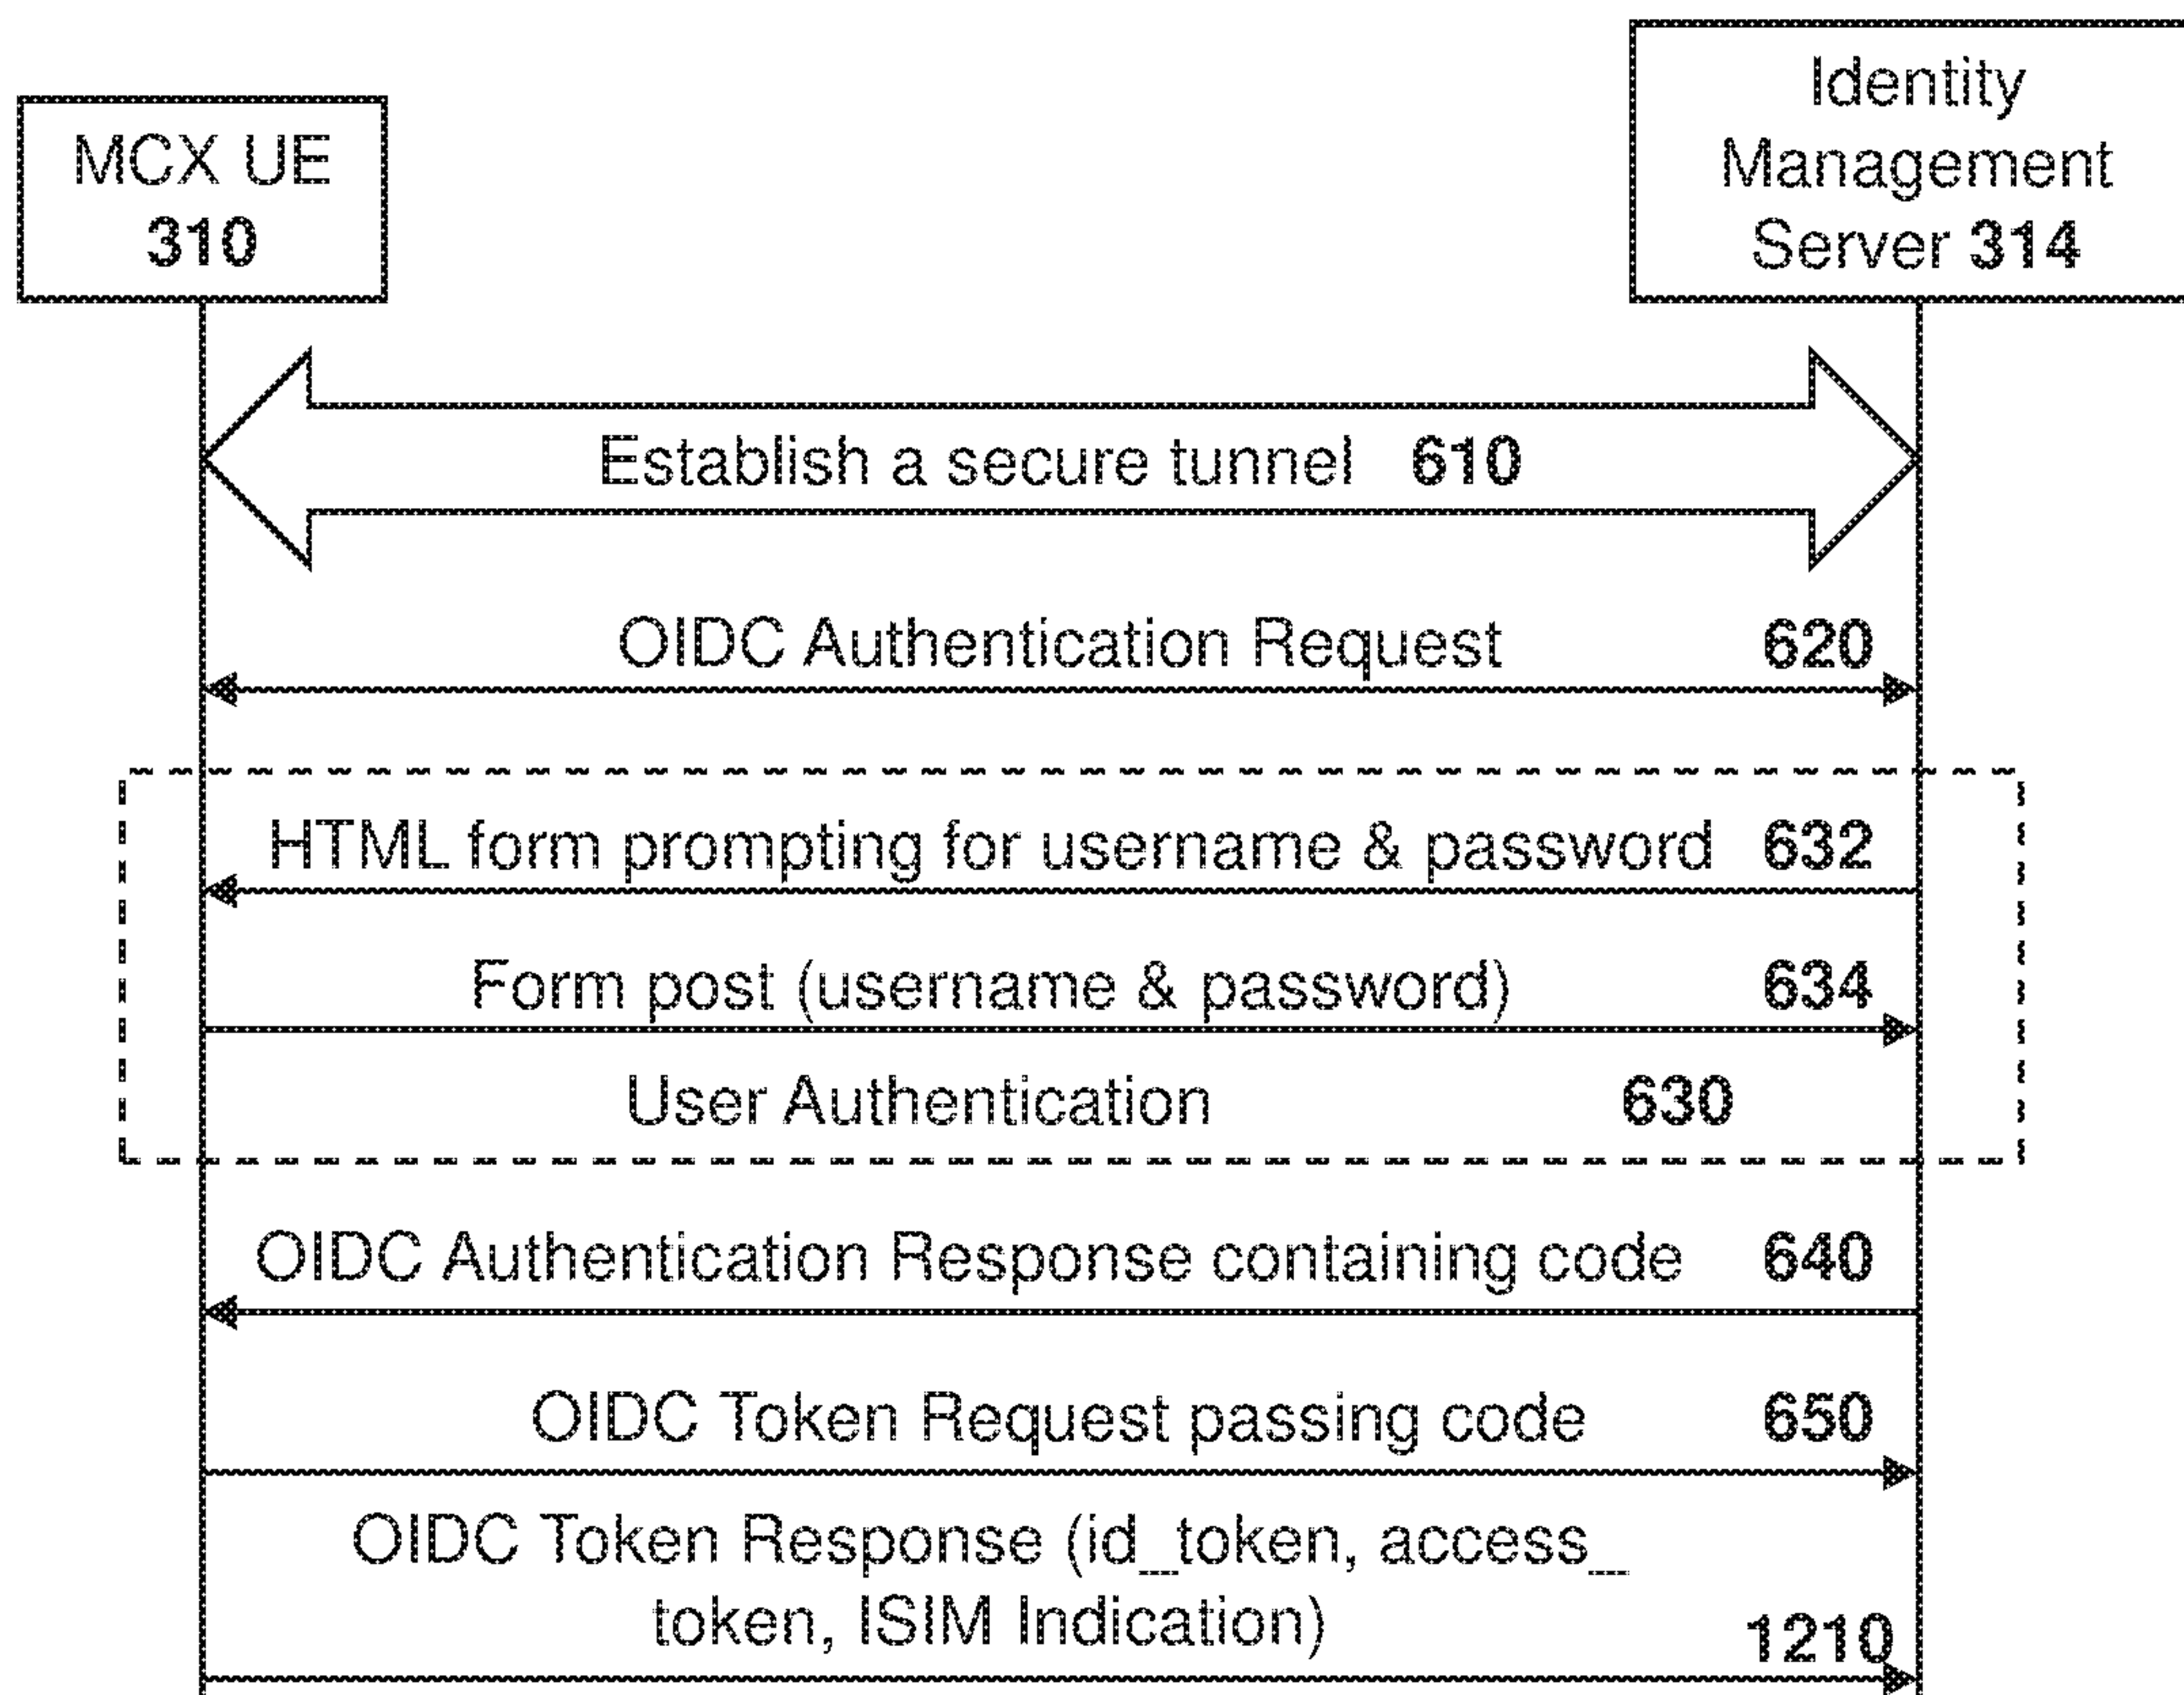 MCX UE
310
Identity
Management
Server 314
Establish a secure tunnel 610
OIDC Authentication Request 620
HTML form prompting for username & password 632
Form post (username & password) 634
User Authentication 630
OIDC Authentication Response containing code 640
OIDC Token Request passing code 650
OIDC Token Response (id_token, access_
token, ISIM Indication) 1210